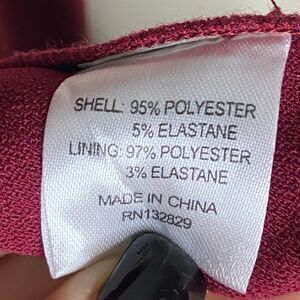 SHELL: 95% POLYESTER
5% ELASTANE
LINING: 97% POLYESTER
3% ELASTANE
MADE IN CHINA
RN132829